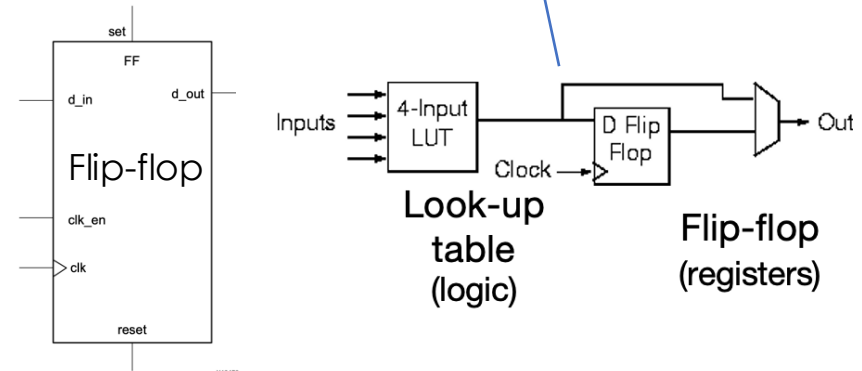 set
FF
d_in
d_out
Flip-flop
clk_en
clk
reset
Inputs
4-Input
LUT
Clock
D Flip
Flop
Out
Look-up
table
(logic)
Flip-flop
(registers)